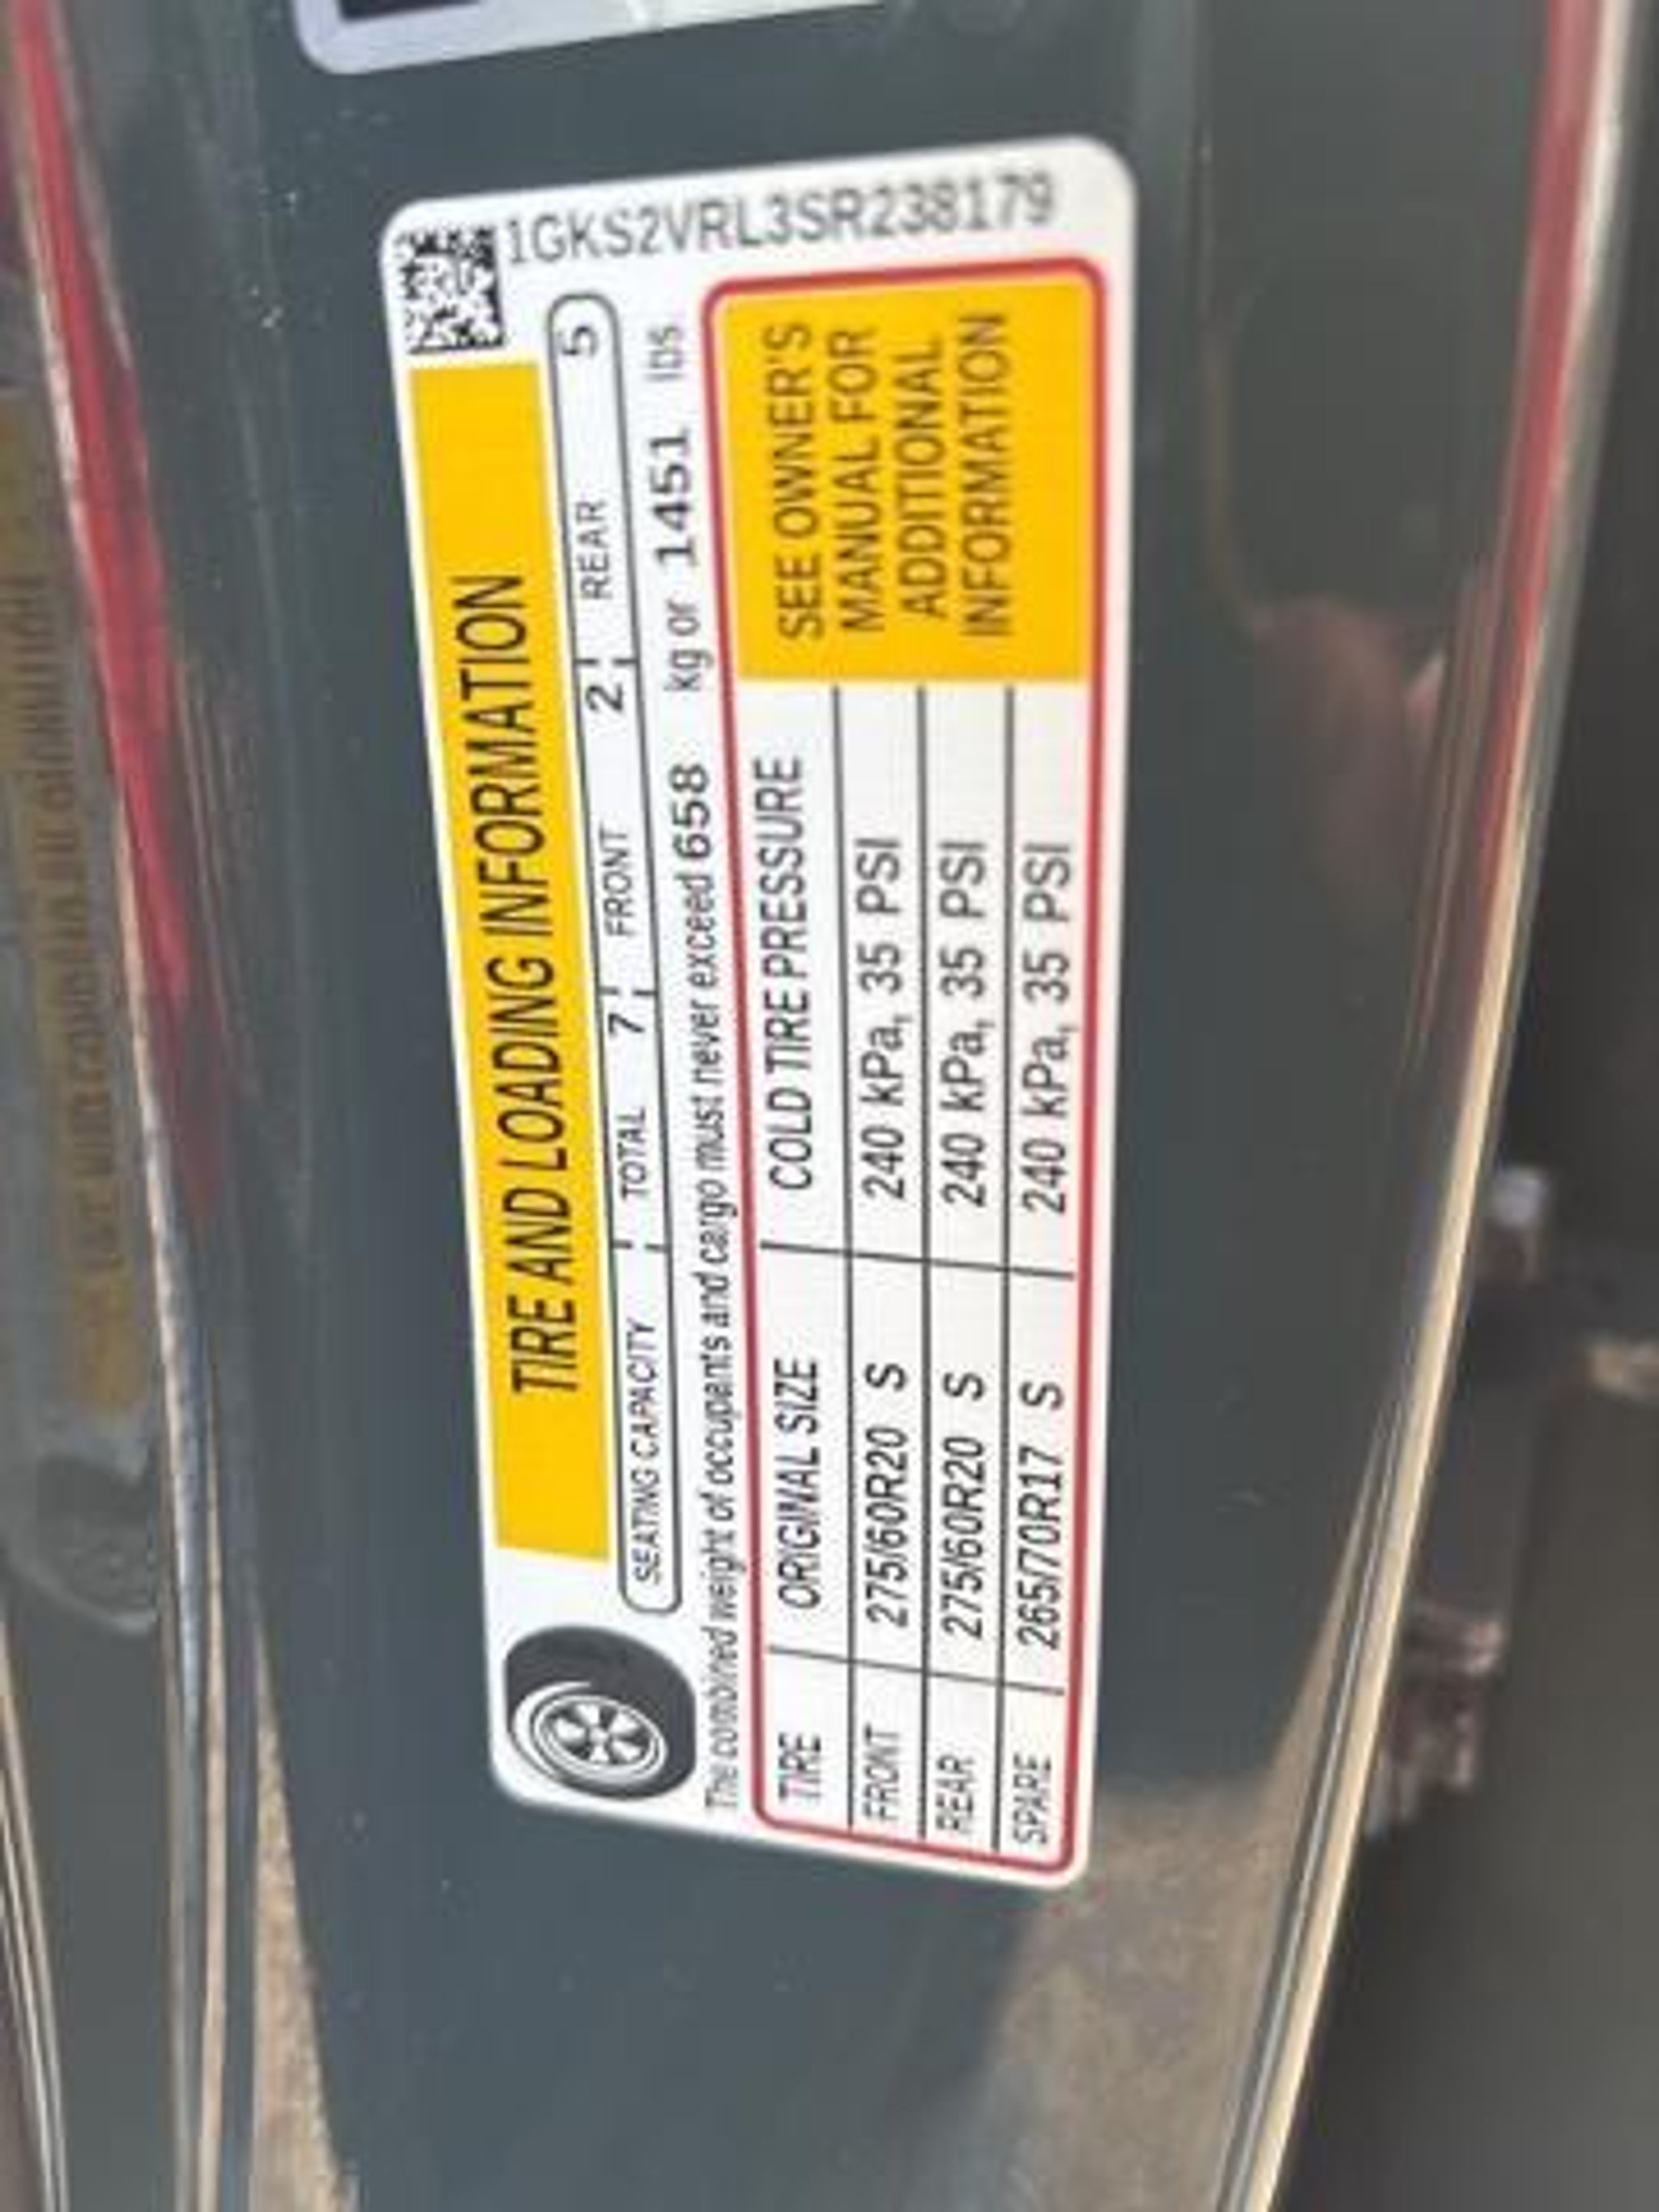 1GKS2VRL3SR238179
TIRE AND LOADING INFORMATION
SEATING CAPACITY TOTAL 7 FRONT 2 REAR 5
The combined weight of occupants and cargo must never exceed 658 kg or 1451 lbs
TIRE ORIGINAL SIZE COLD TIRE PRESSURE
FRONT 275/60R20 S 240 kPa, 35 PSI
REAR 275/60R20 S 240 kPa, 35 PSI
SPARE 265/70R17 S 240 kPa, 35 PSI
SEE OWNER'S
MANUAL FOR
ADDITIONAL
INFORMATION